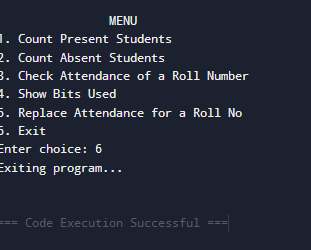 MENU
1. Count Present Students
2. Count Absent Students
3. Check Attendance of a Roll Number
4. Show Bits Used
5. Replace Attendance for a Roll No
6. Exit
Enter choice: 6
Exiting program...
=== Code Execution Successful ===